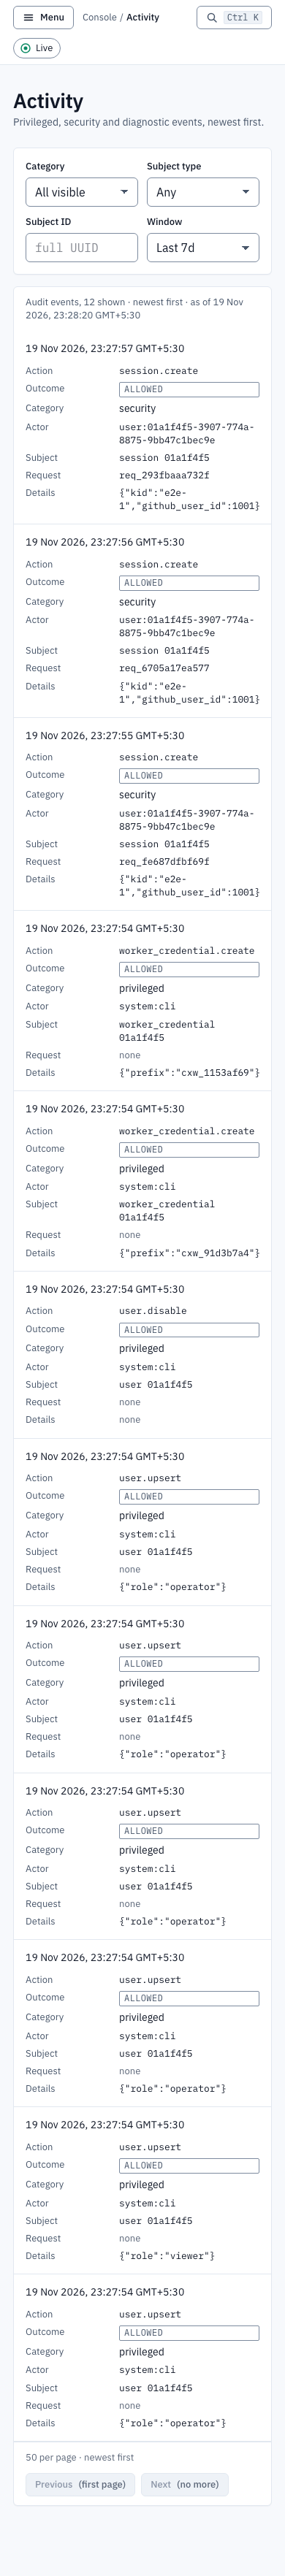 Menu
Console / Activity
Ctrl K
Live
Activity
Privileged, security and diagnostic events, newest first.
Category
Subject type
All visible
Any
Subject ID
Window
full UUID
Last 7d
Audit events, 12 shown · newest first · as of 19 Nov
2026, 23:28:20 GMT+5:30
19 Nov 2026, 23:27:57 GMT+5:30
Action session.create
Outcome ALLOWED
Category security
Actor user:01a1f4f5-3907-774a-
8875-9bb47c1bec9e
Subject session 01a1f4f5
Request req_293fbaaa732f
Details {"kid":"e2e-
1","github_user_id":1001}
19 Nov 2026, 23:27:56 GMT+5:30
Action session.create
Outcome ALLOWED
Category security
Actor user:01a1f4f5-3907-774a-
8875-9bb47c1bec9e
Subject session 01a1f4f5
Request req_6705a17ea577
Details {"kid":"e2e-
1","github_user_id":1001}
19 Nov 2026, 23:27:55 GMT+5:30
Action session.create
Outcome ALLOWED
Category security
Actor user:01a1f4f5-3907-774a-
8875-9bb47c1bec9e
Subject session 01a1f4f5
Request req_fe687dfbf69f
Details {"kid":"e2e-
1","github_user_id":1001}
19 Nov 2026, 23:27:54 GMT+5:30
Action worker_credential.create
Outcome ALLOWED
Category privileged
Actor system:cli
Subject worker_credential
01a1f4f5
Request none
Details {"prefix":"cxw_1153af69"}
19 Nov 2026, 23:27:54 GMT+5:30
Action worker_credential.create
Outcome ALLOWED
Category privileged
Actor system:cli
Subject worker_credential
01a1f4f5
Request none
Details {"prefix":"cxw_91d3b7a4"}
19 Nov 2026, 23:27:54 GMT+5:30
Action user.disable
Outcome ALLOWED
Category privileged
Actor system:cli
Subject user 01a1f4f5
Request none
Details none
19 Nov 2026, 23:27:54 GMT+5:30
Action user.upsert
Outcome ALLOWED
Category privileged
Actor system:cli
Subject user 01a1f4f5
Request none
Details {"role":"operator"}
19 Nov 2026, 23:27:54 GMT+5:30
Action user.upsert
Outcome ALLOWED
Category privileged
Actor system:cli
Subject user 01a1f4f5
Request none
Details {"role":"operator"}
19 Nov 2026, 23:27:54 GMT+5:30
Action user.upsert
Outcome ALLOWED
Category privileged
Actor system:cli
Subject user 01a1f4f5
Request none
Details {"role":"operator"}
19 Nov 2026, 23:27:54 GMT+5:30
Action user.upsert
Outcome ALLOWED
Category privileged
Actor system:cli
Subject user 01a1f4f5
Request none
Details {"role":"operator"}
19 Nov 2026, 23:27:54 GMT+5:30
Action user.upsert
Outcome ALLOWED
Category privileged
Actor system:cli
Subject user 01a1f4f5
Request none
Details {"role":"viewer"}
19 Nov 2026, 23:27:54 GMT+5:30
Action user.upsert
Outcome ALLOWED
Category privileged
Actor system:cli
Subject user 01a1f4f5
Request none
Details {"role":"operator"}
50 per page · newest first
Previous (first page)
Next (no more)